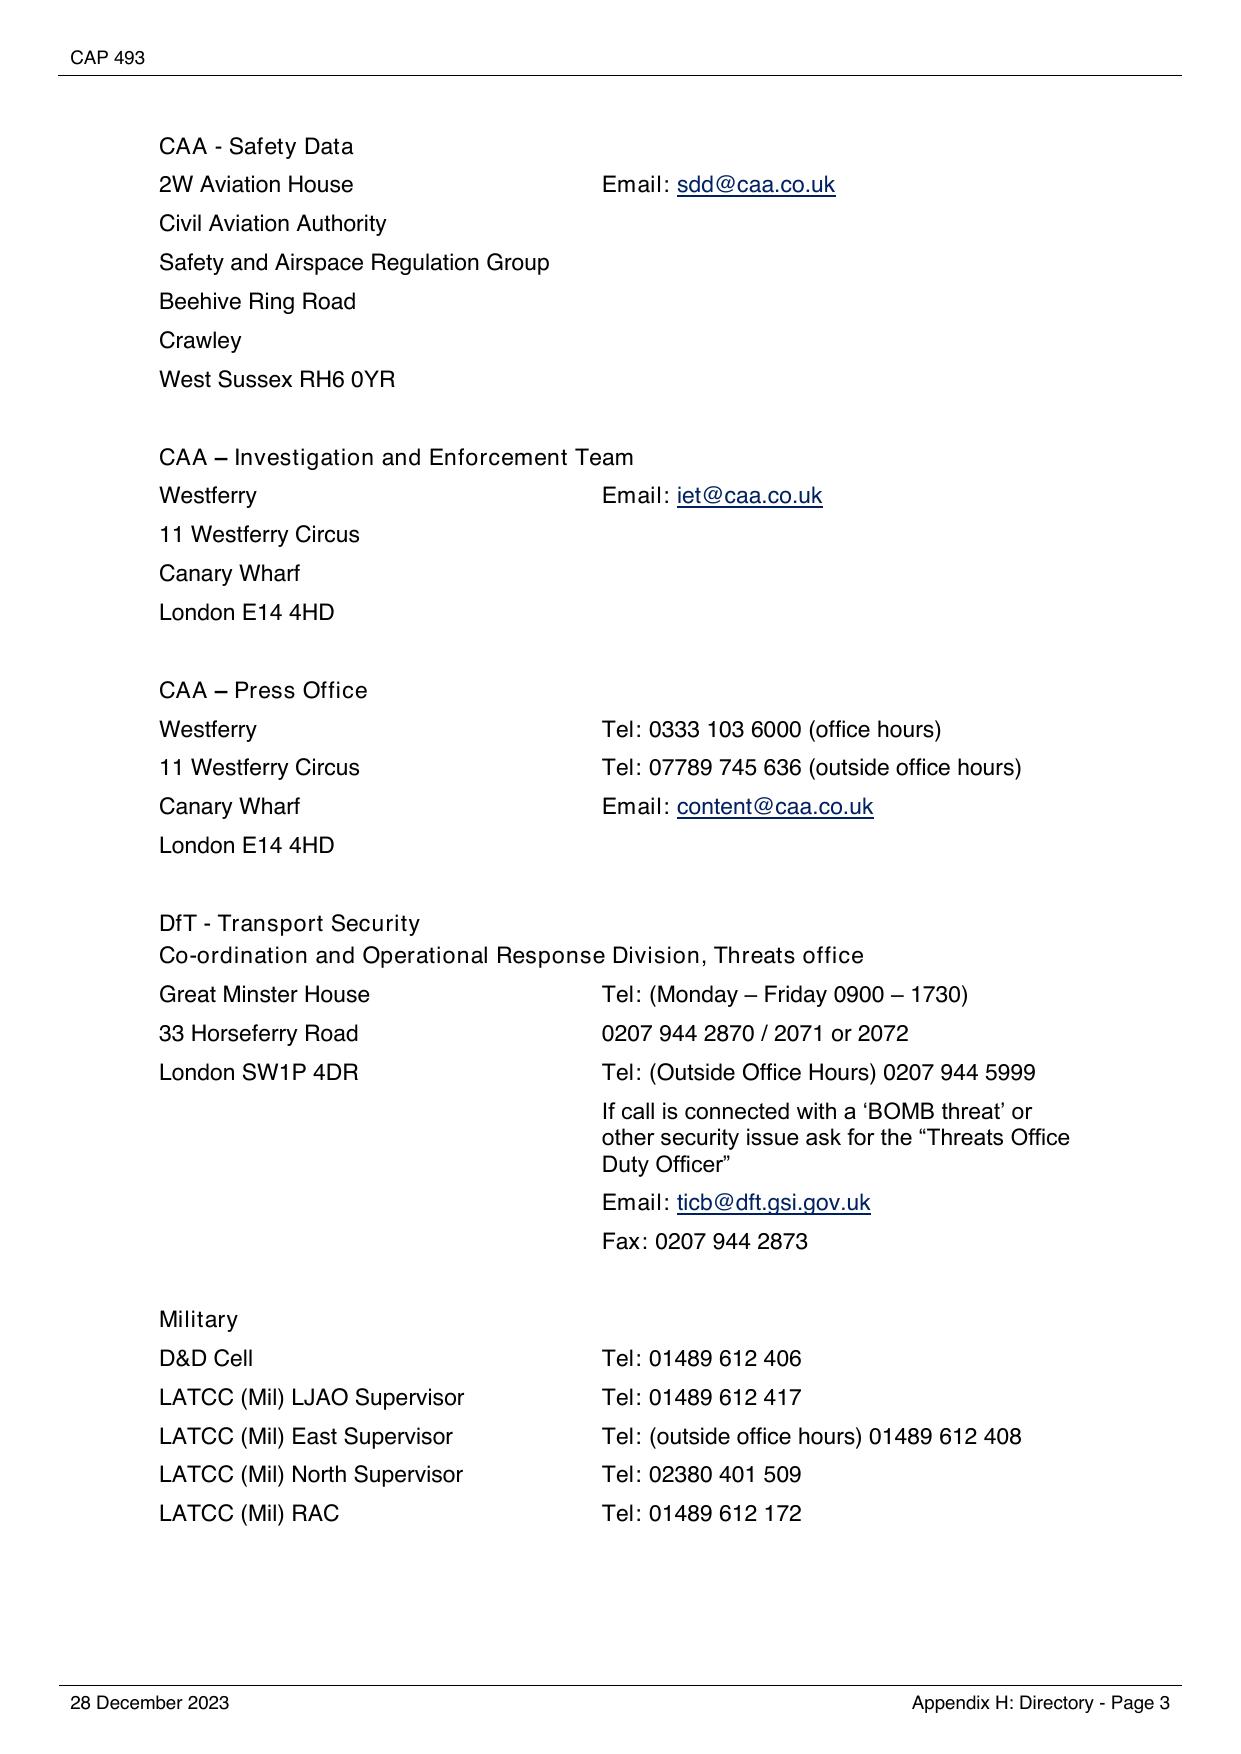 CAP 493
CAA - Safety Data
2W Aviation House
Email: sdd@caa.co.uk
Civil Aviation Authority
Safety and Airspace Regulation Group
Beehive Ring Road
Crawley
West Sussex RH6 0YR
CAA – Investigation and Enforcement Team
Westferry
Email: iet@caa.co.uk
11 Westferry Circus
Canary Wharf
London E14 4HD
CAA – Press Office
Westferry
Tel: 0333 103 6000 (office hours)
11 Westferry Circus
Tel: 07789 745 636 (outside office hours)
Canary Wharf
Email: content@caa.co.uk
London E14 4HD
DfT - Transport Security
Co-ordination and Operational Response Division, Threats office
Great Minster House
Tel: (Monday – Friday 0900 – 1730)
33 Horseferry Road
0207 944 2870 / 2071 or 2072
London SW1P 4DR
Tel: (Outside Office Hours) 0207 944 5999
If call is connected with a ‘BOMB threat’ or
other security issue ask for the “Threats Office
Duty Officer”
Email: ticb@dft.gsi.gov.uk
Fax: 0207 944 2873
Military
D&D Cell
Tel: 01489 612 406
LATCC (Mil) LJAO Supervisor
Tel: 01489 612 417
LATCC (Mil) East Supervisor
Tel: (outside office hours) 01489 612 408
LATCC (Mil) North Supervisor
Tel: 02380 401 509
LATCC (Mil) RAC
Tel: 01489 612 172
28 December 2023
Appendix H: Directory - Page 3